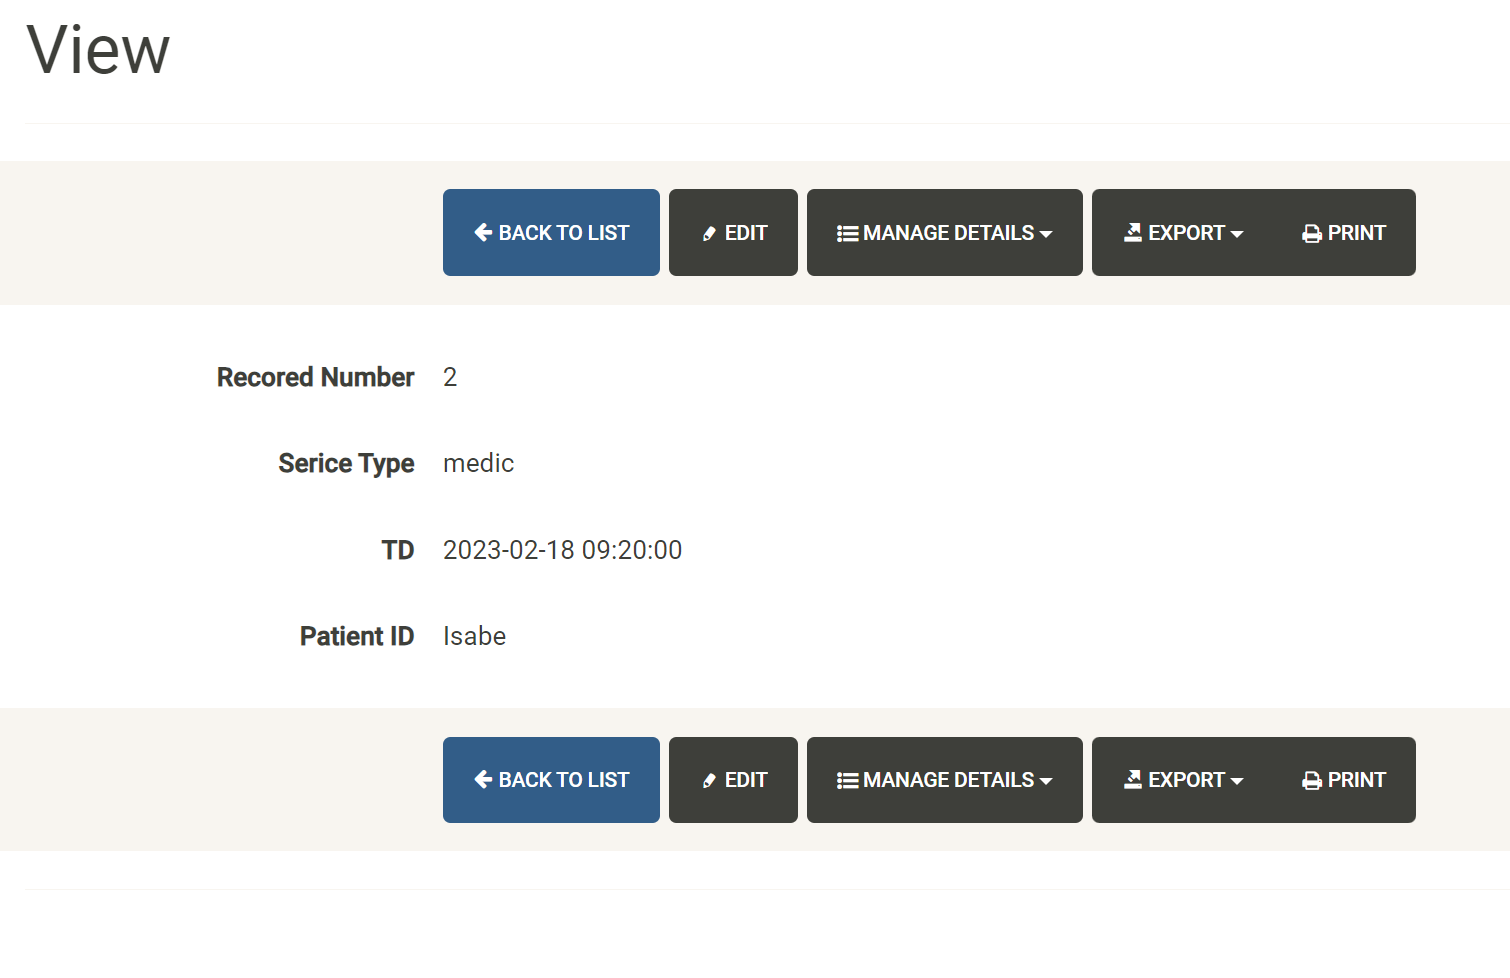 View
BACK TO LIST EDIT MANAGE DETAILS EXPORT PRINT
Recored Number 2
Serice Type medic
TD 2023-02-18 09:20:00
Patient ID Isabe
BACK TO LIST EDIT MANAGE DETAILS EXPORT PRINT